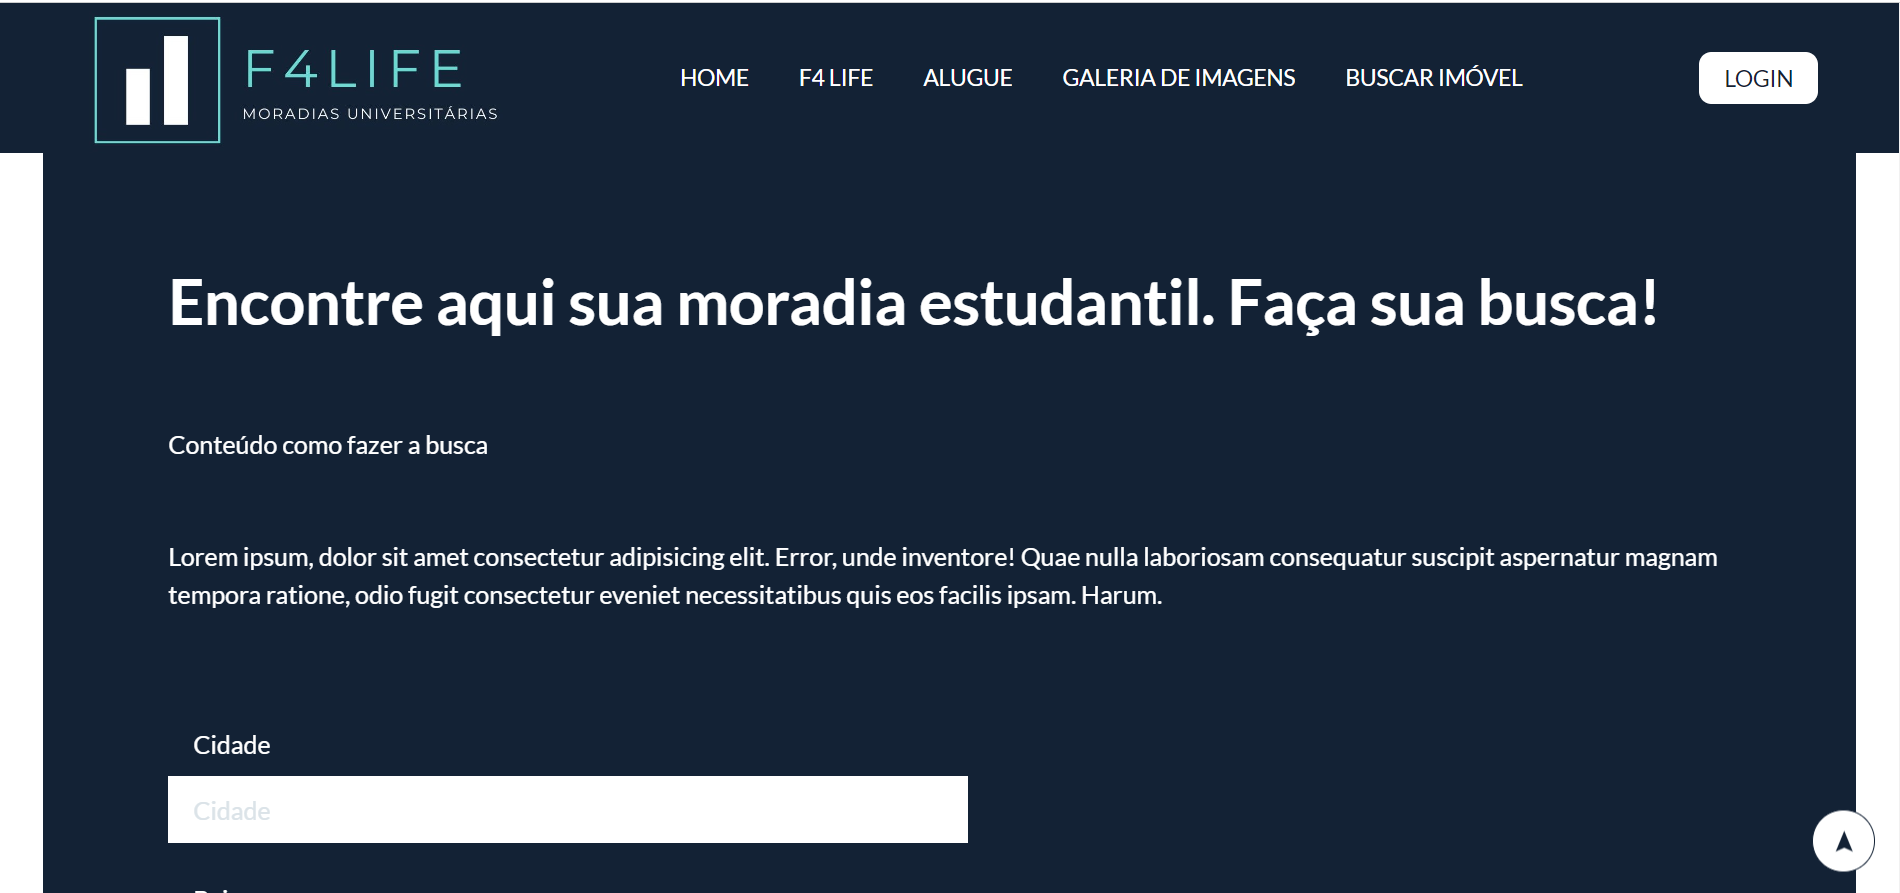 F4LIFE
MORADIAS UNIVERSITÁRIAS
HOME F4 LIFE ALUGUE GALERIA DE IMAGENS BUSCAR IMÓVEL LOGIN
Encontre aqui sua moradia estudantil. Faça sua busca!
Conteúdo como fazer a busca
Lorem ipsum, dolor sit amet consectetur adipisicing elit. Error, unde inventore! Quae nulla laboriosam consequatur suscipit aspernatur magnam
tempora ratione, odio fugit consectetur eveniet necessitatibus quis eos facilis ipsam. Harum.
Cidade
Cidade